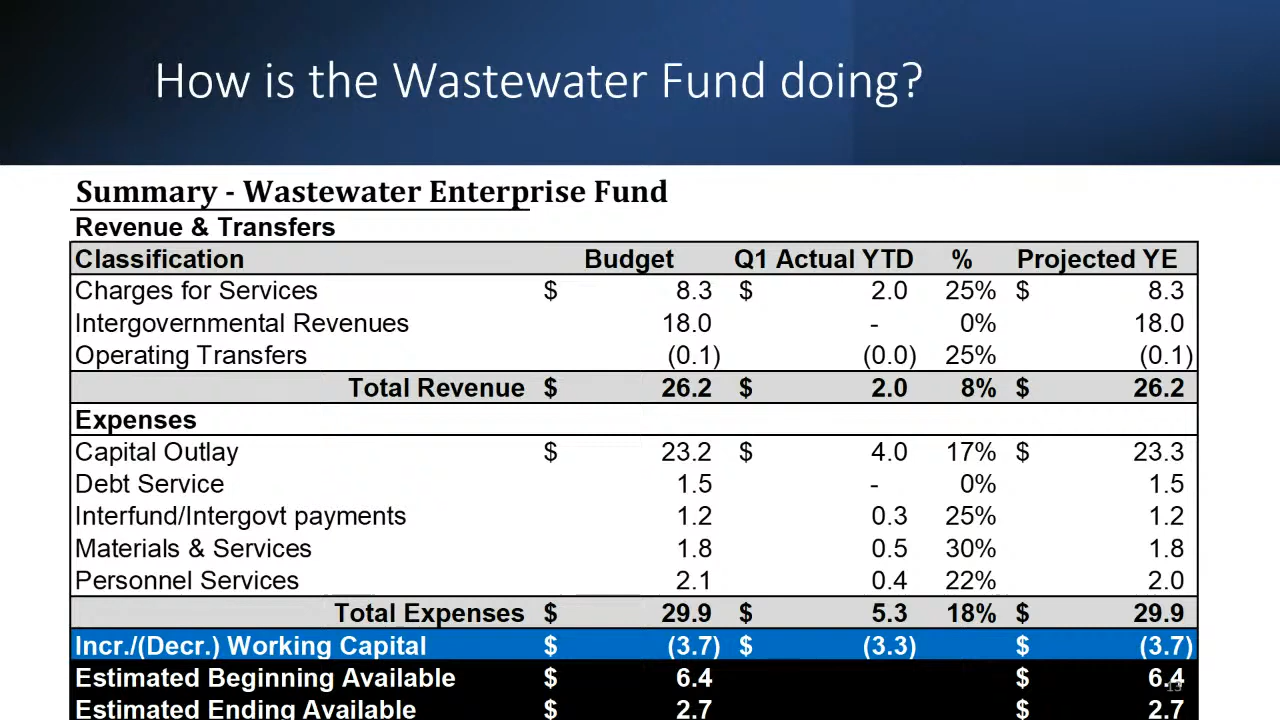 How is the Wastewater Fund doing?
Summary - Wastewater Enterprise Fund
Revenue & Transfers
Classification Budget Q1 Actual YTD % Projected YE
Charges for Services $ 8.3 $ 2.0 25% $ 8.3
Intergovernmental Revenues 18.0 - 0% 18.0
Operating Transfers (0.1) (0.0) 25% (0.1)
Total Revenue $ 26.2 $ 2.0 8% $ 26.2
Expenses
Capital Outlay $ 23.2 $ 4.0 17% $ 23.3
Debt Service 1.5 - 0% 1.5
Interfund/Intergovt payments 1.2 0.3 25% 1.2
Materials & Services 1.8 0.5 30% 1.8
Personnel Services 2.1 0.4 22% 2.0
Total Expenses $ 29.9 $ 5.3 18% $ 29.9
Incr./(Decr.) Working Capital $ (3.7) $ (3.3) $ (3.7)
Estimated Beginning Available $ 6.4 $ 6.4
13
Estimated Ending Available $ 2.7 $ 2.7